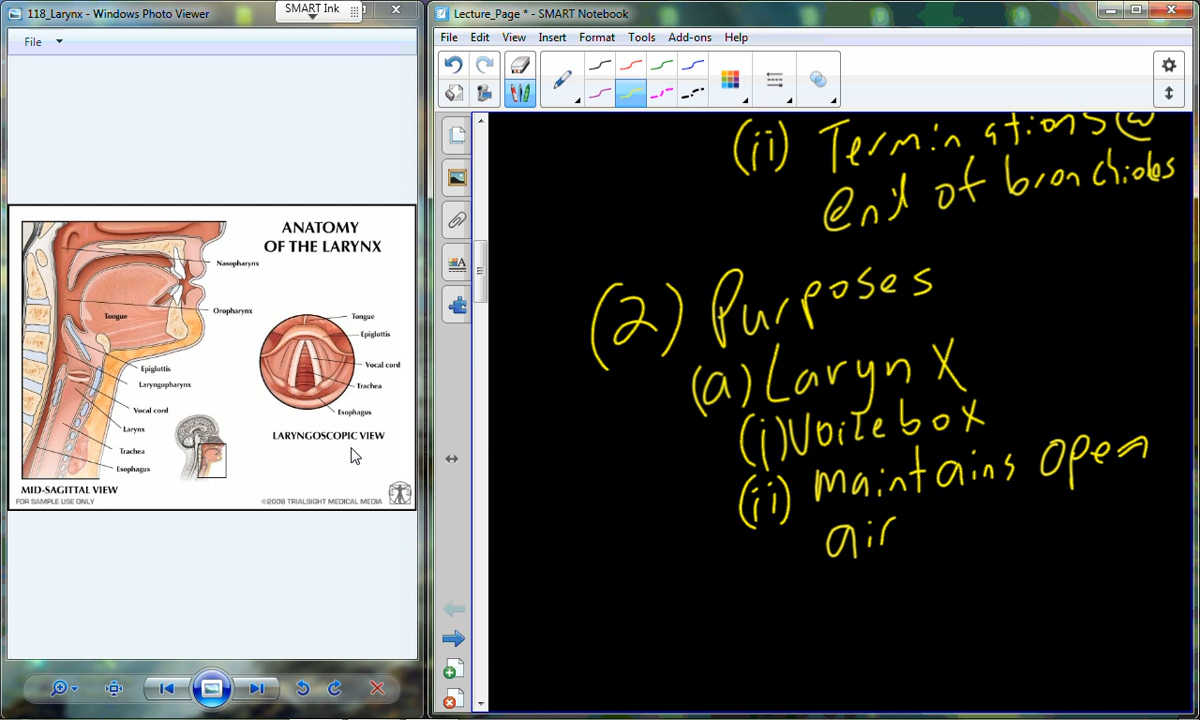 118_Larynx - Windows Photo Viewer
SMART Ink
File
ANATOMY
OF THE LARYNX
Nasopharynx
Oropharynx
Tongue
Epiglottis
Laryngopharynx
Vocal cord
Larynx
Trachea
Esophagus
MID-SAGITTAL VIEW
FOR SAMPLE USE ONLY
Tongue
Epiglottis
Vocal cord
Trachea
Esophagus
LARYNGOSCOPIC VIEW
©2008 TRIALSIGHT MEDICAL MEDIA
Lecture_Page * - SMART Notebook
File Edit View Insert Format Tools Add-ons Help
(ii) Terminations @
end of bronchioles
(2) Purposes
(a) Larynx
(i) Voicebox
(ii) maintains open
air